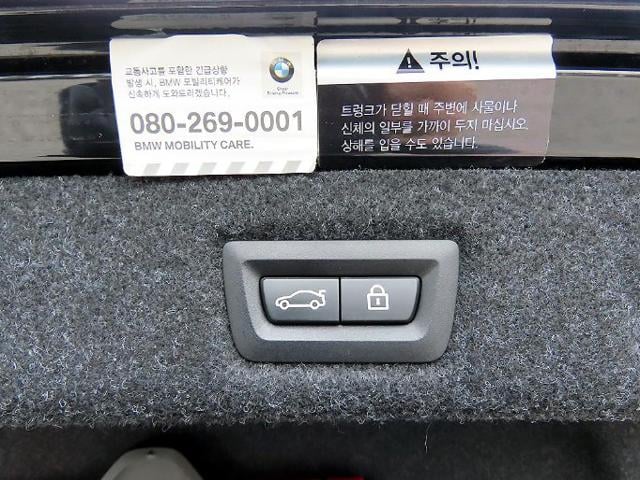 교통사고를 포함한 긴급상황
발생 시, BMW 모빌리티케어가
신속하게 도와드리겠습니다.
080-269-0001
BMW MOBILITY CARE.
주의!
트렁크가 닫힐 때 주변에 사물이나
신체의 일부를 가까이 두지 마십시오.
상해를 입을 수도 있습니다.